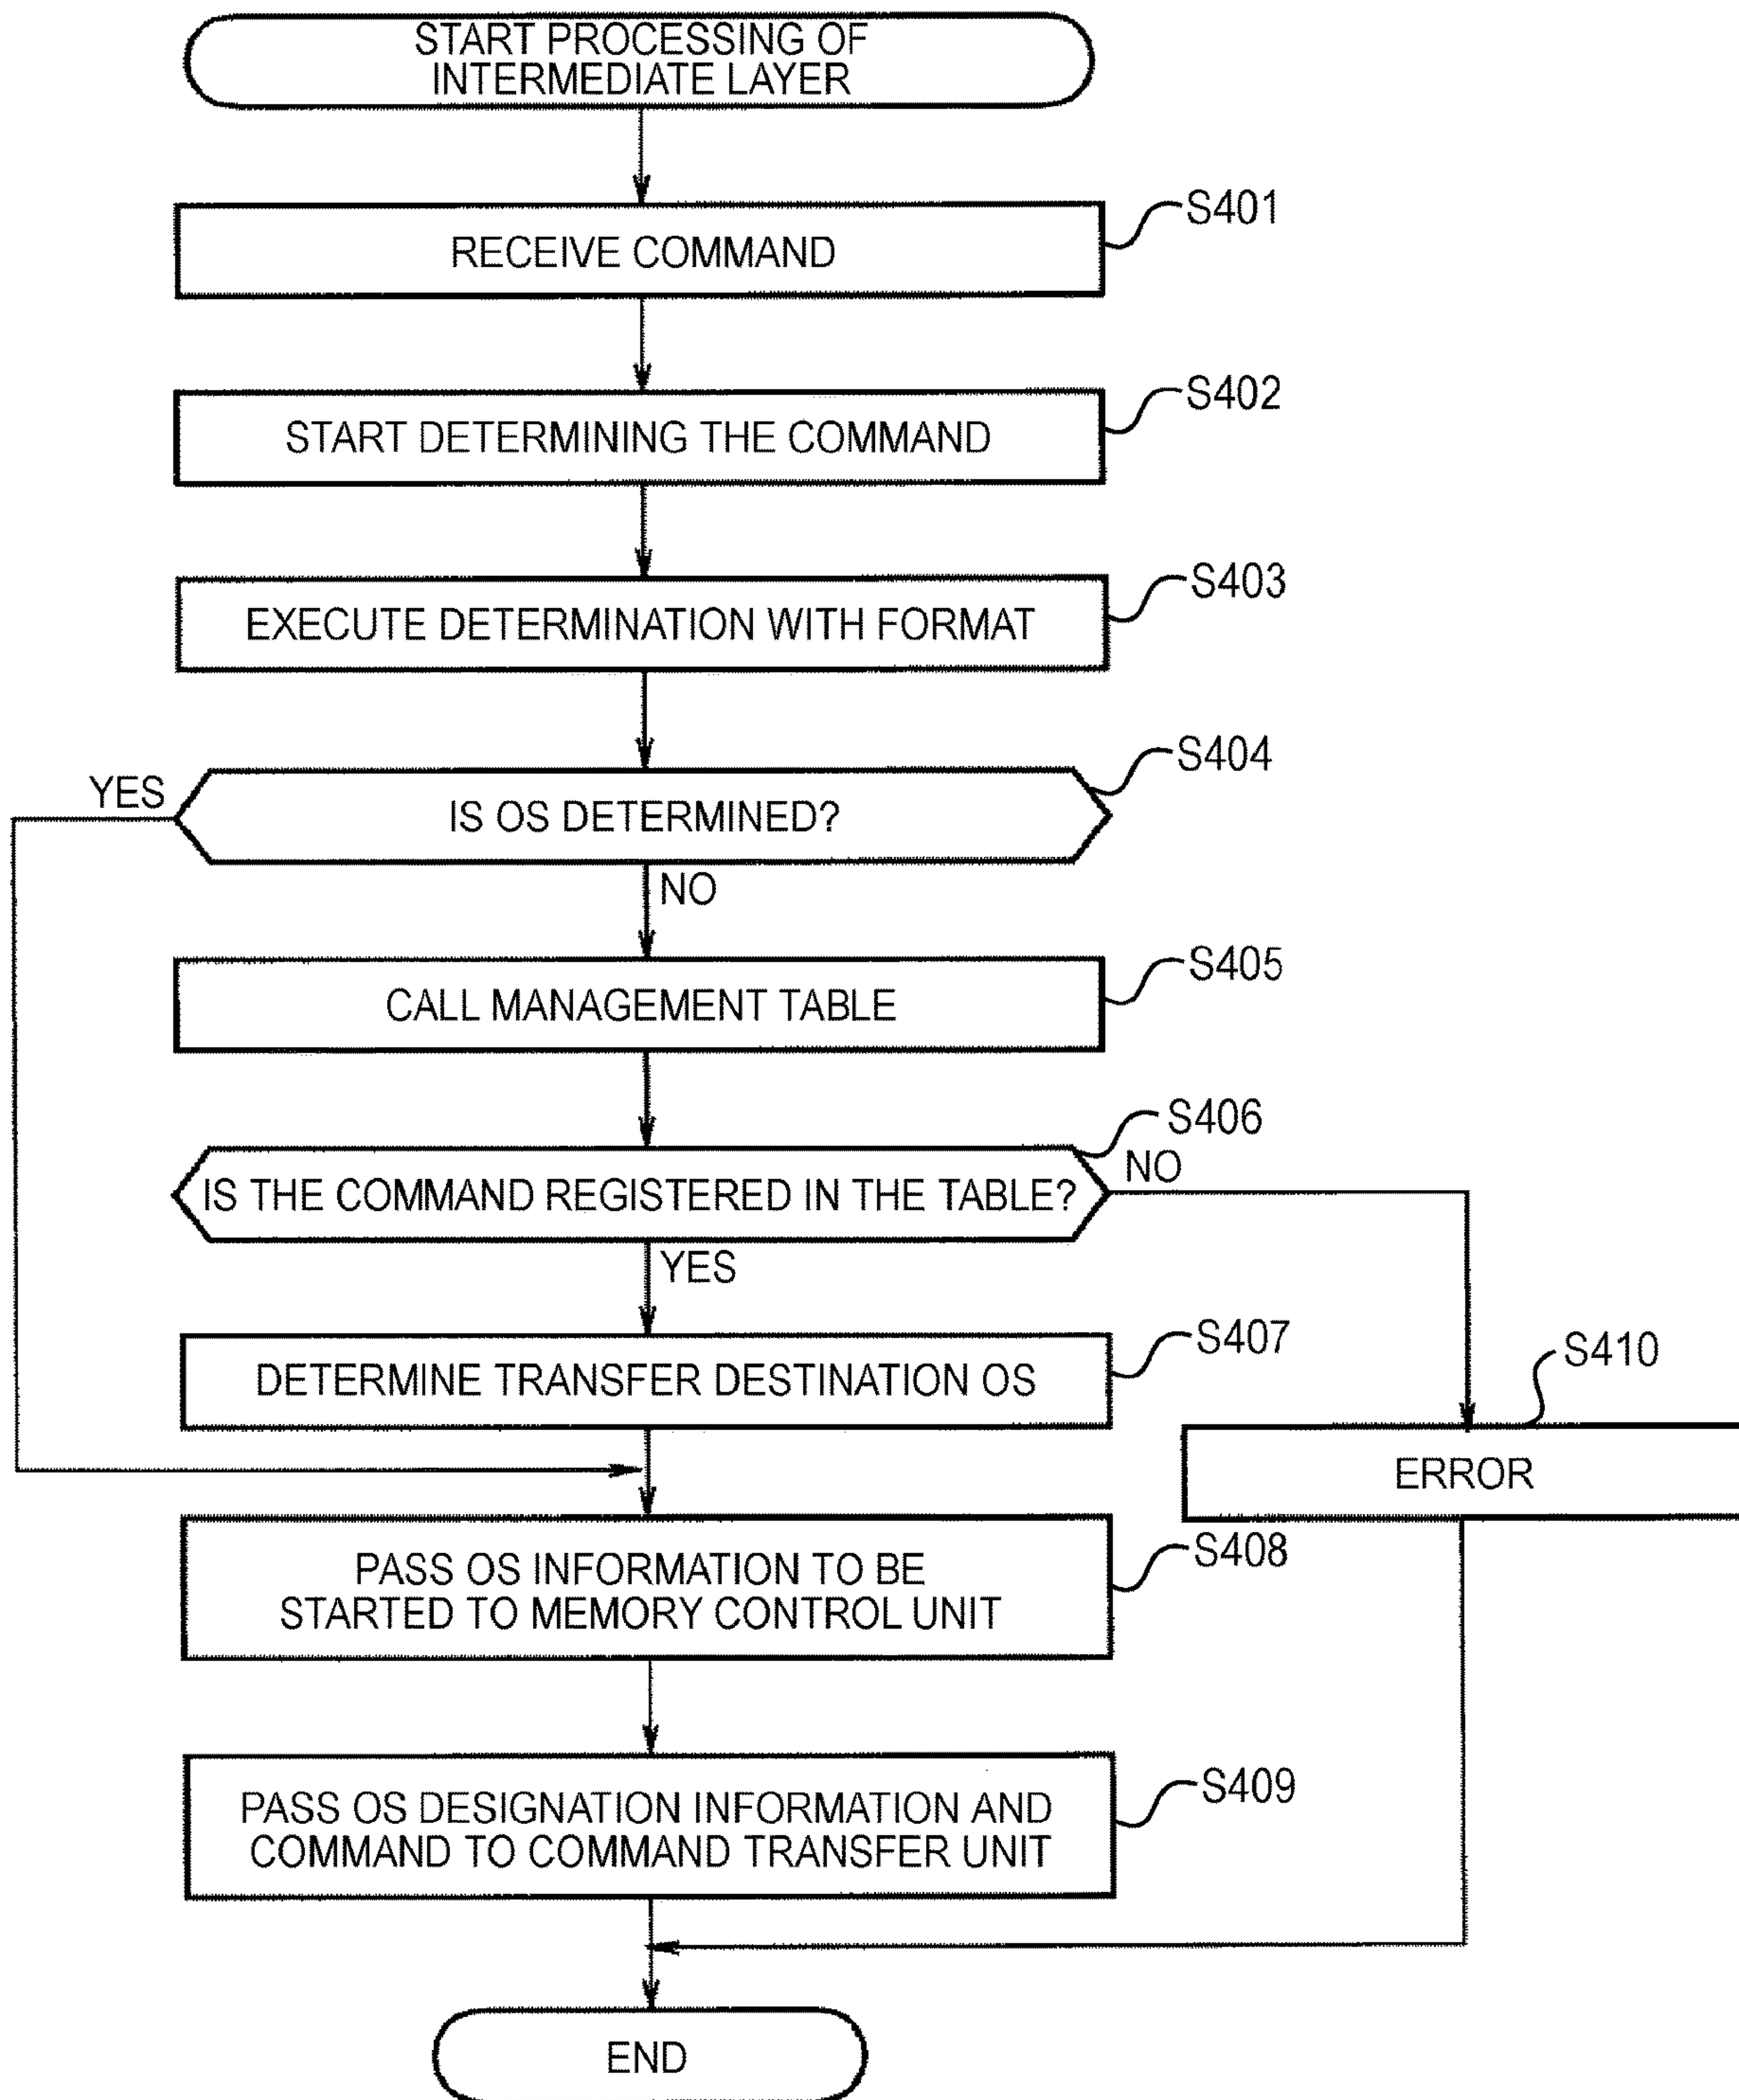 START PROCESSING OF
INTERMEDIATE LAYER
S401
RECEIVE COMMAND
S402
START DETERMINING THE COMMAND
S403
EXECUTE DETERMINATION WITH FORMAT
S404
YES
IS OS DETERMINED?
NO
S405
CALL MANAGEMENT TABLE
S406
NO
IS THE COMMAND REGISTERED IN THE TABLE?
YES
S407
DETERMINE TRANSFER DESTINATION OS
S410
ERROR
S408
PASS OS INFORMATION TO BE
STARTED TO MEMORY CONTROL UNIT
S409
PASS OS DESIGNATION INFORMATION AND
COMMAND TO COMMAND TRANSFER UNIT
END